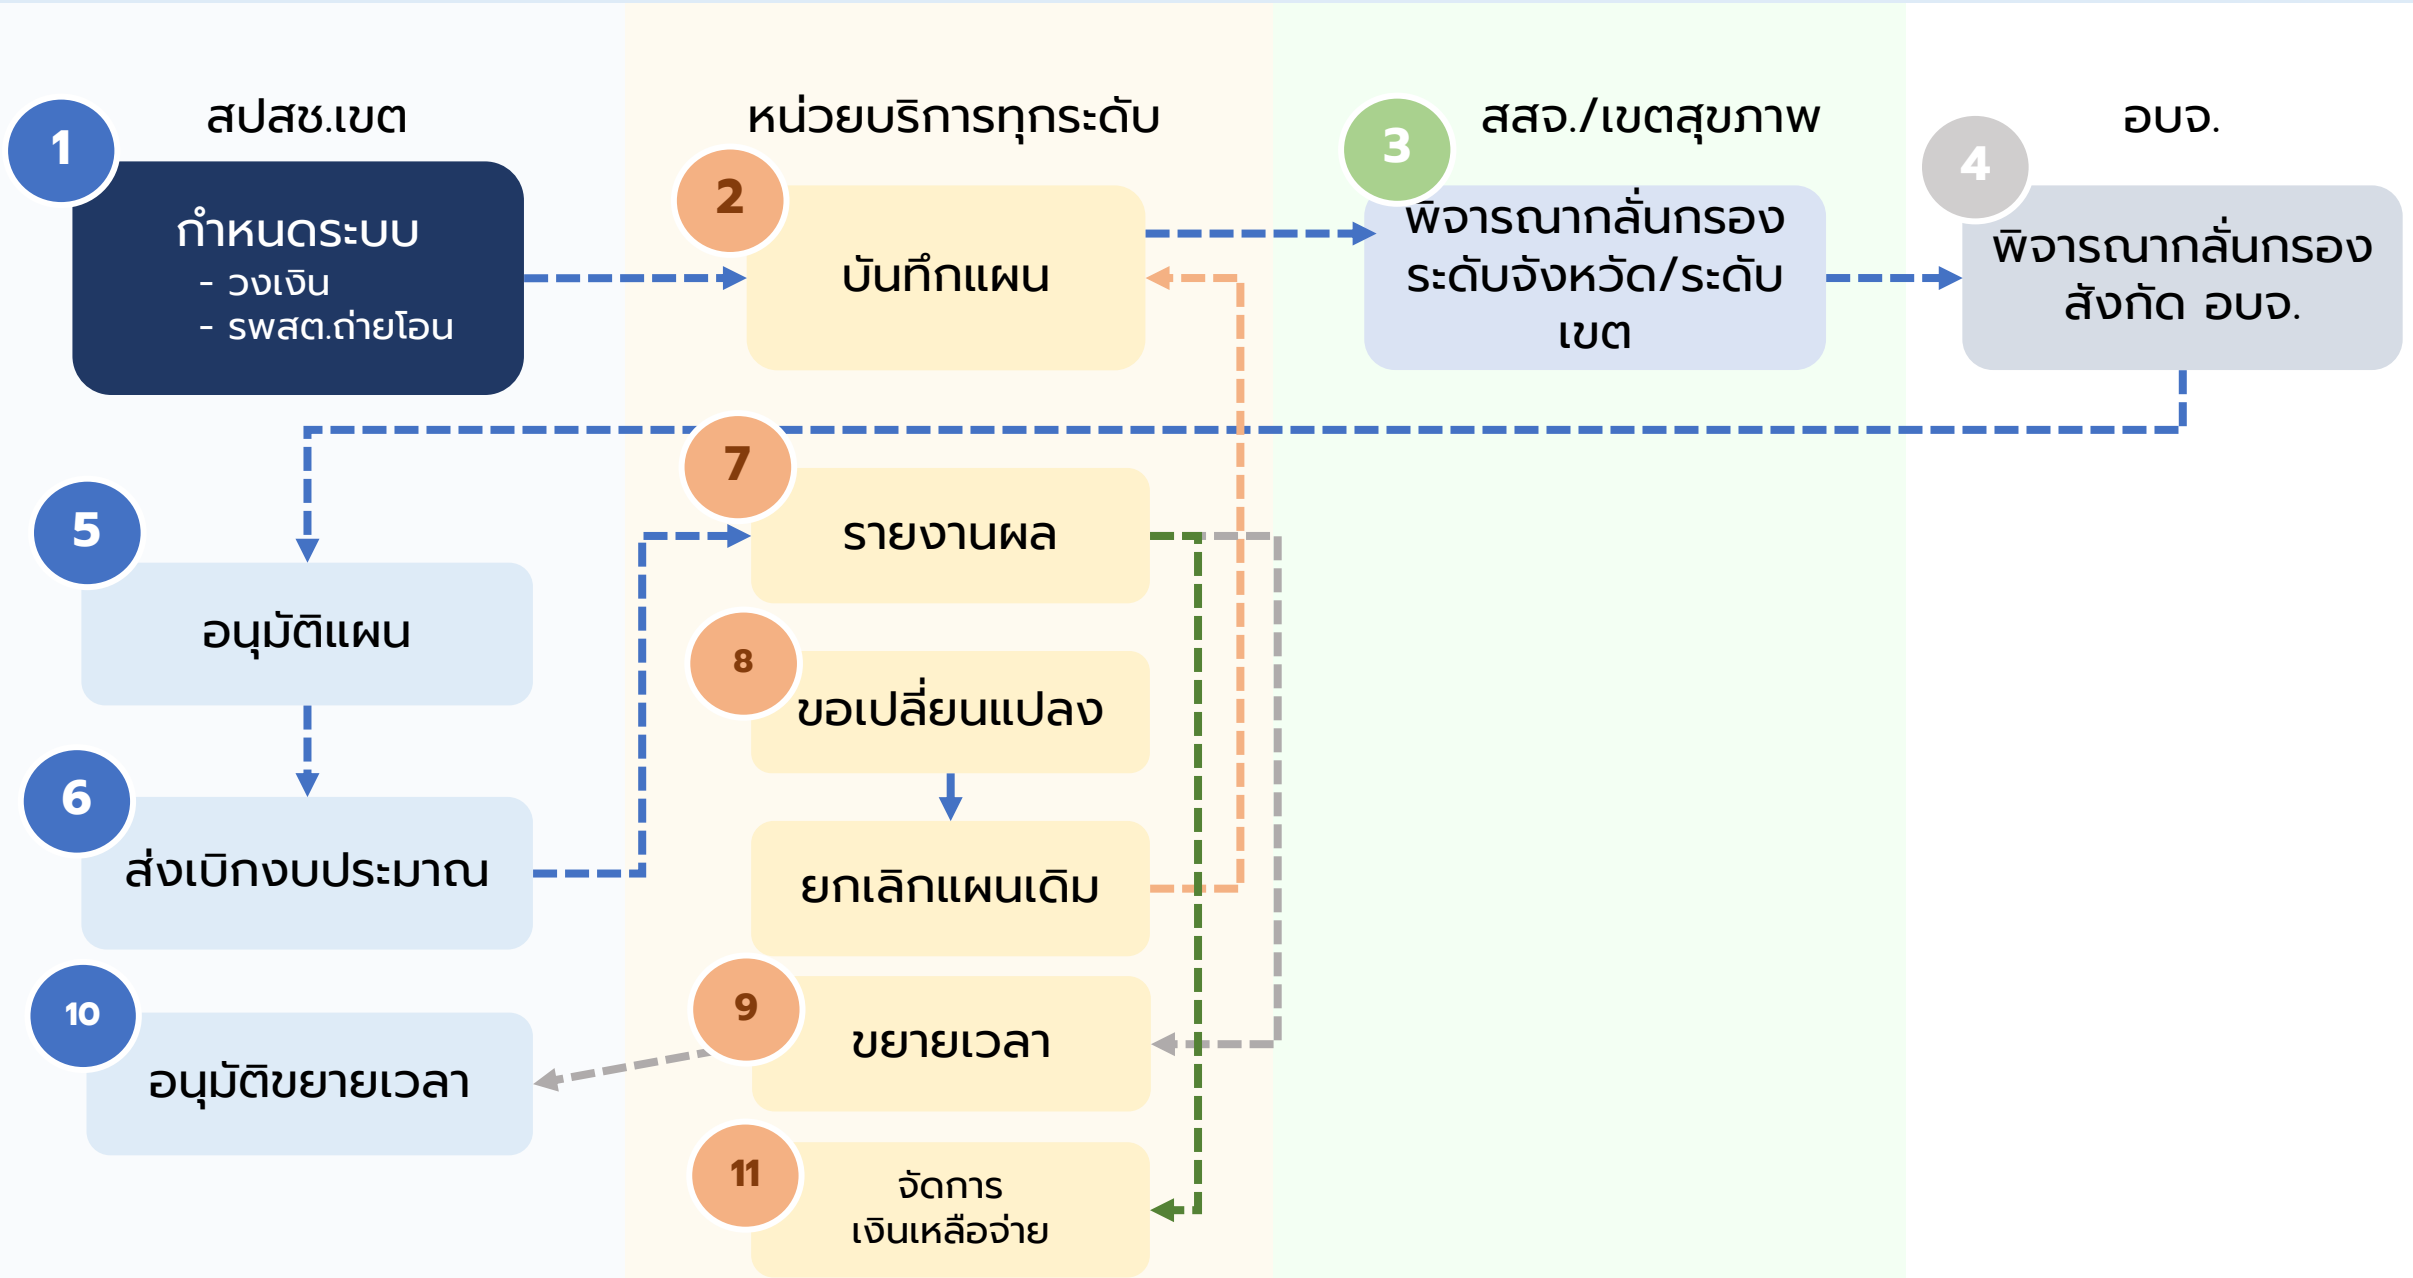 สปสช.เขต
หน่วยบริการทุกระดับ
สสจ./เขตสุขภาพ
อบจ.
1
กำหนดระบบ
- วงเงิน
- รพสต.ถ่ายโอน
2
บันทึกแผน
3
พิจารณากลั่นกรอง
ระดับจังหวัด/ระดับ
เขต
4
พิจารณากลั่นกรอง
สังกัด อบจ.
5
อนุมัติแผน
6
ส่งเบิกงบประมาณ
7
รายงานผล
8
ขอเปลี่ยนแปลง
ยกเลิกแผนเดิม
9
ขยายเวลา
10
อนุมัติขยายเวลา
11
จัดการ
เงินเหลือจ่าย